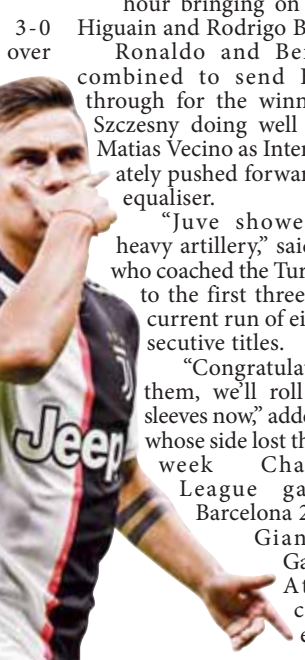 hour bringing on
3-0
Higuain and Rodrigo B
over
Ronaldo and Be
combined to send
through for the winn
Szczesny doing well
Matias Vecino as Inter
ately pushed forwar
equaliser.
"Juve showe
heavy artillery," said
who coached the Tur
to the first three
current run of ei
secutive titles.
"Congratula
them, we'll roll
sleeves now," adde
whose side lost th
week Cha
League ga
Barcelona 2
Gian
Ga
At
c
e
Jeep